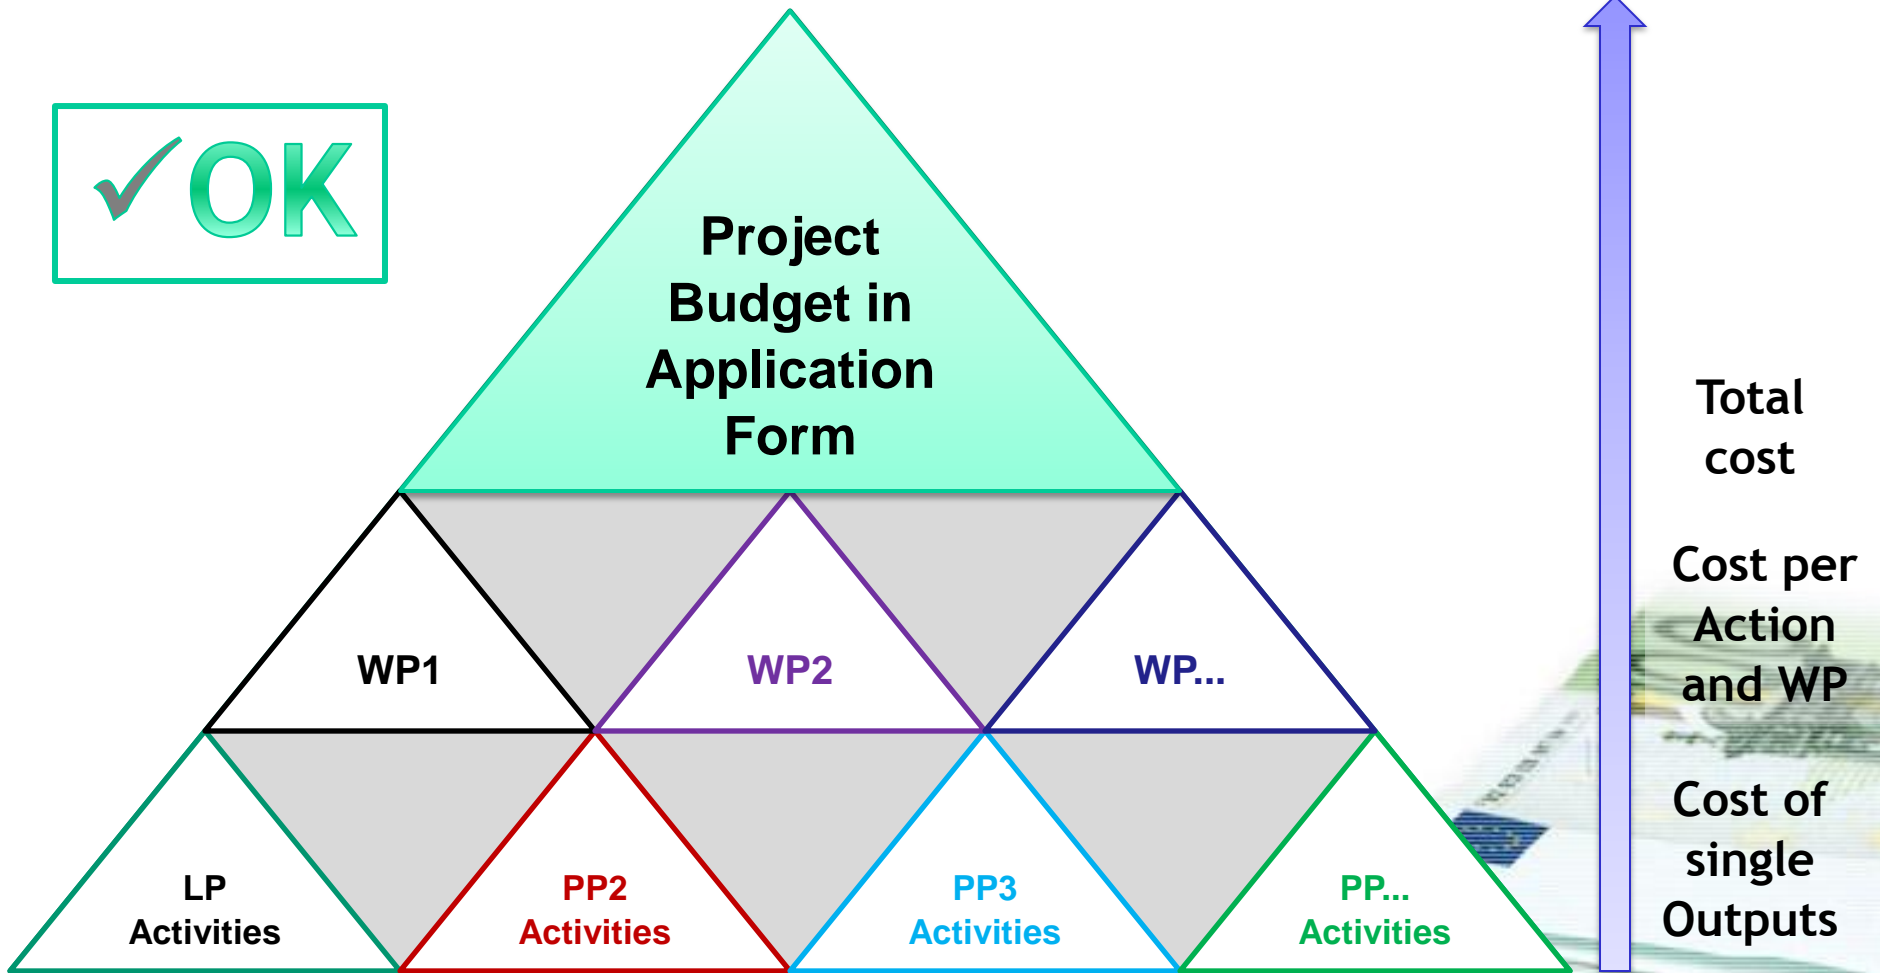 ✓OK
Project
Budget in
Application
Form
Total
cost
WP1
WP2
WP...
Cost per
Action
and WP
LP
Activities
PP2
Activities
PP3
Activities
PP...
Activities
Cost of
single
Outputs